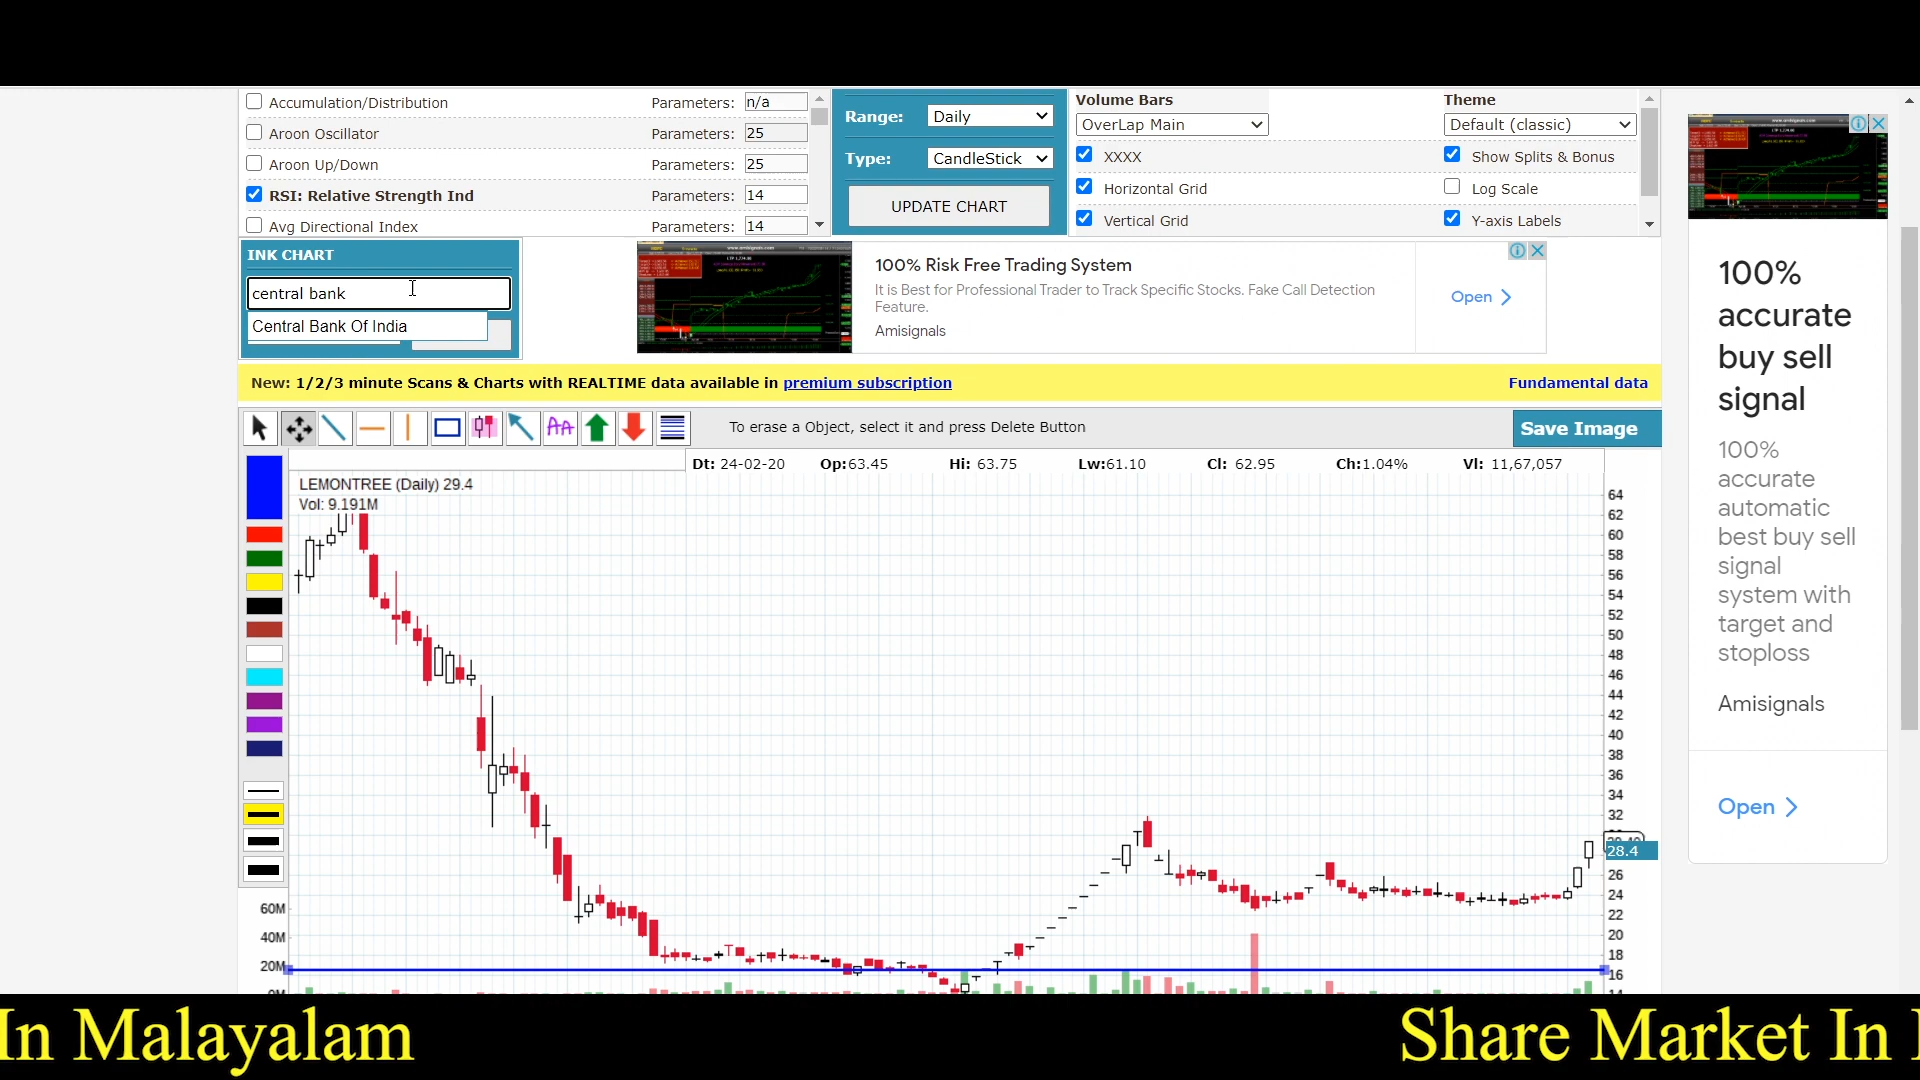 Accumulation/Distribution Parameters: n/a
Aroon Oscillator Parameters: 25
Aroon Up/Down Parameters: 25
RSI: Relative Strength Ind Parameters: 14
Avg Directional Index Parameters: 14
Range: Daily
Type: CandleStick
UPDATE CHART
Volume Bars
OverLap Main
XXXX
Horizontal Grid
Vertical Grid
Theme
Default (classic)
Show Splits & Bonus
Log Scale
Y-axis Labels
INK CHART
central bank
Central Bank Of India
100% Risk Free Trading System
It is Best for Professional Trader to Track Specific Stocks. Fake Call Detection
Feature.
Amisignals
Open
New: 1/2/3 minute Scans & Charts with REALTIME data available in premium subscription
Fundamental data
To erase a Object, select it and press Delete Button
Save Image
Dt: 24-02-20 Op:63.45 Hi: 63.75 Lw:61.10 Cl: 62.95 Ch:1.04% Vl: 11,67,057
LEMONTREE (Daily) 29.4
Vol: 9.191M
64
62
60
58
56
54
52
50
48
46
44
42
40
38
36
34
32
28.4
26
24
22
20
18
16
14
60M
40M
20M
0M
100%
accurate
buy sell
signal
100%
accurate
automatic
best buy sell
signal
system with
target and
stoploss
Amisignals
Open
In Malayalam
Share Market In